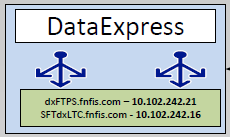 DataExpress
dxFTPS.fnfis.com – 10.102.242.21
SFTdxLTC.fnfis.com - 10.102.242.16